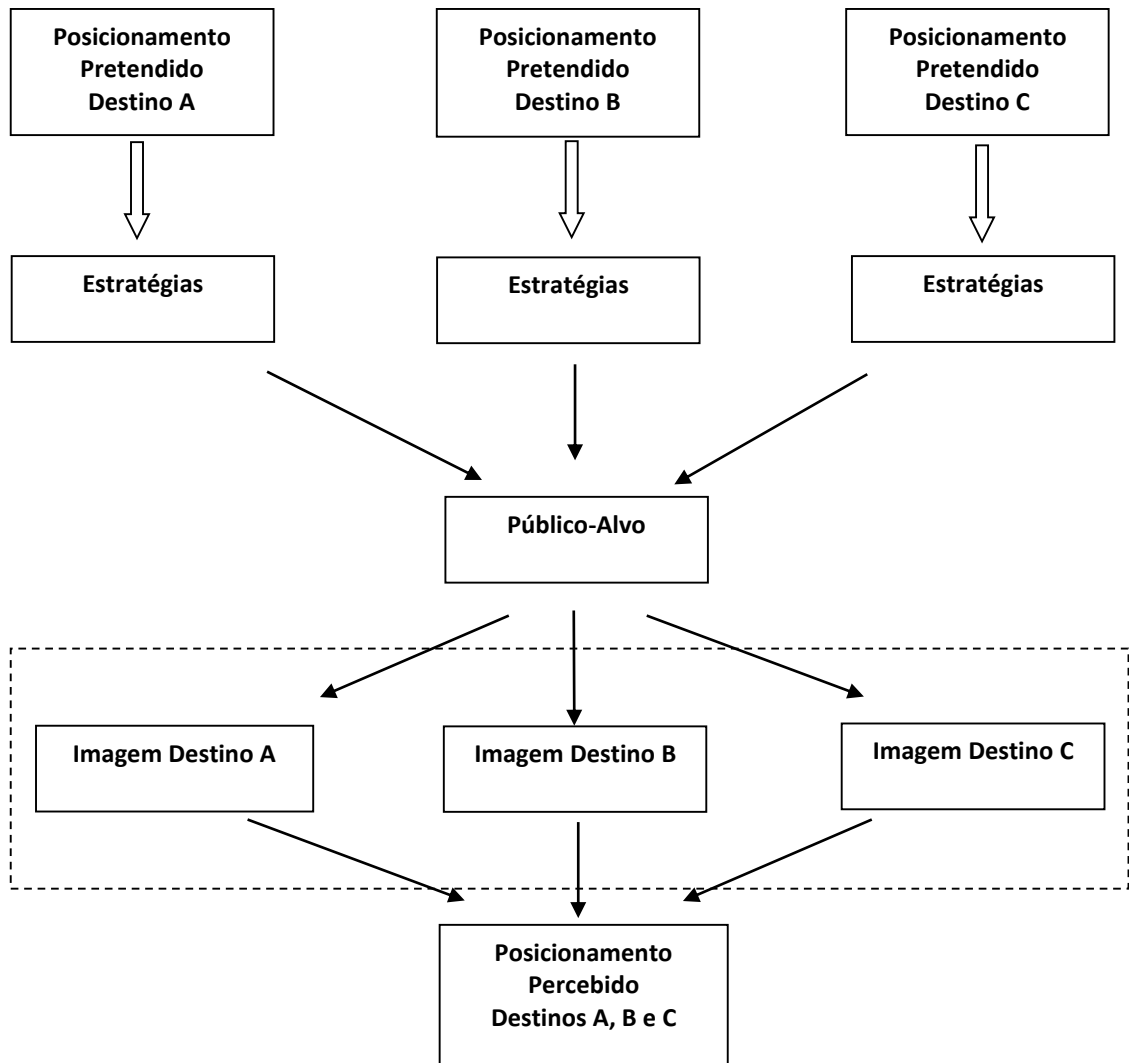 Posicionamento
Pretendido
Destino A
Posicionamento
Pretendido
Destino B
Posicionamento
Pretendido
Destino C
Estratégias
Estratégias
Estratégias
Público-Alvo
Imagem Destino A
Imagem Destino B
Imagem Destino C
Posicionamento
Percebido
Destinos A, B e C